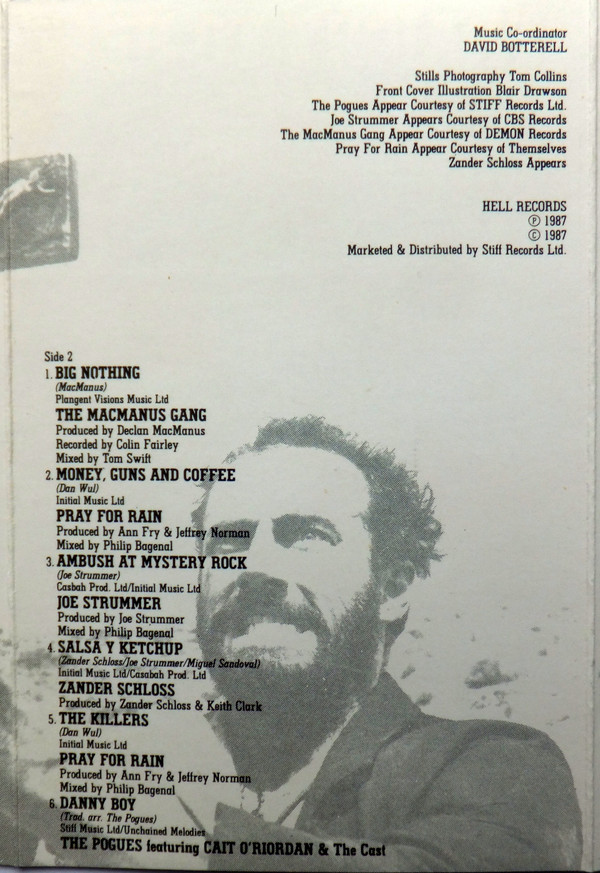 Music Co-ordinator
DAVID BOTTERELL
Stills Photography Tom Collins
Front Cover Illustration Blair Drawson
The Pogues Appear Courtesy of STIFF Records Ltd.
Joe Strummer Appears Courtesy of CBS Records
The MacManus Gang Appear Courtesy of DEMON Records
Pray For Rain Appear Courtesy of Themselves
Zander Schloss Appears
HELL RECORDS
℗ 1987
© 1987
Marketed & Distributed by Stiff Records Ltd.
Side 2
1. BIG NOTHING
(MacManus)
Plangent Visions Music Ltd
THE MACMANUS GANG
Produced by Declan MacManus
Recorded by Colin Fairley
Mixed by Tom Swift
2. MONEY, GUNS AND COFFEE
(Dan Wul)
Initial Music Ltd
PRAY FOR RAIN
Produced by Ann Fry & Jeffrey Norman
Mixed by Philip Bagenal
3. AMBUSH AT MYSTERY ROCK
(Joe Strummer)
Casbah Prod. Ltd/Initial Music Ltd
JOE STRUMMER
Produced by Joe Strummer
Mixed by Philip Bagenal
4. SALSA Y KETCHUP
(Zander Schloss/Joe Strummer/Miguel Sandoval)
Initial Music Ltd/Casabah Prod. Ltd
ZANDER SCHLOSS
Produced by Zander Schloss & Keith Clark
5. THE KILLERS
(Dan Wul)
Initial Music Ltd
PRAY FOR RAIN
Produced by Ann Fry & Jeffrey Norman
Mixed by Philip Bagenal
6. DANNY BOY
(Trad. arr. The Pogues)
Stiff Music Ltd/Unchained Melodies
THE POGUES featuring CAIT O'RIORDAN & The Cast